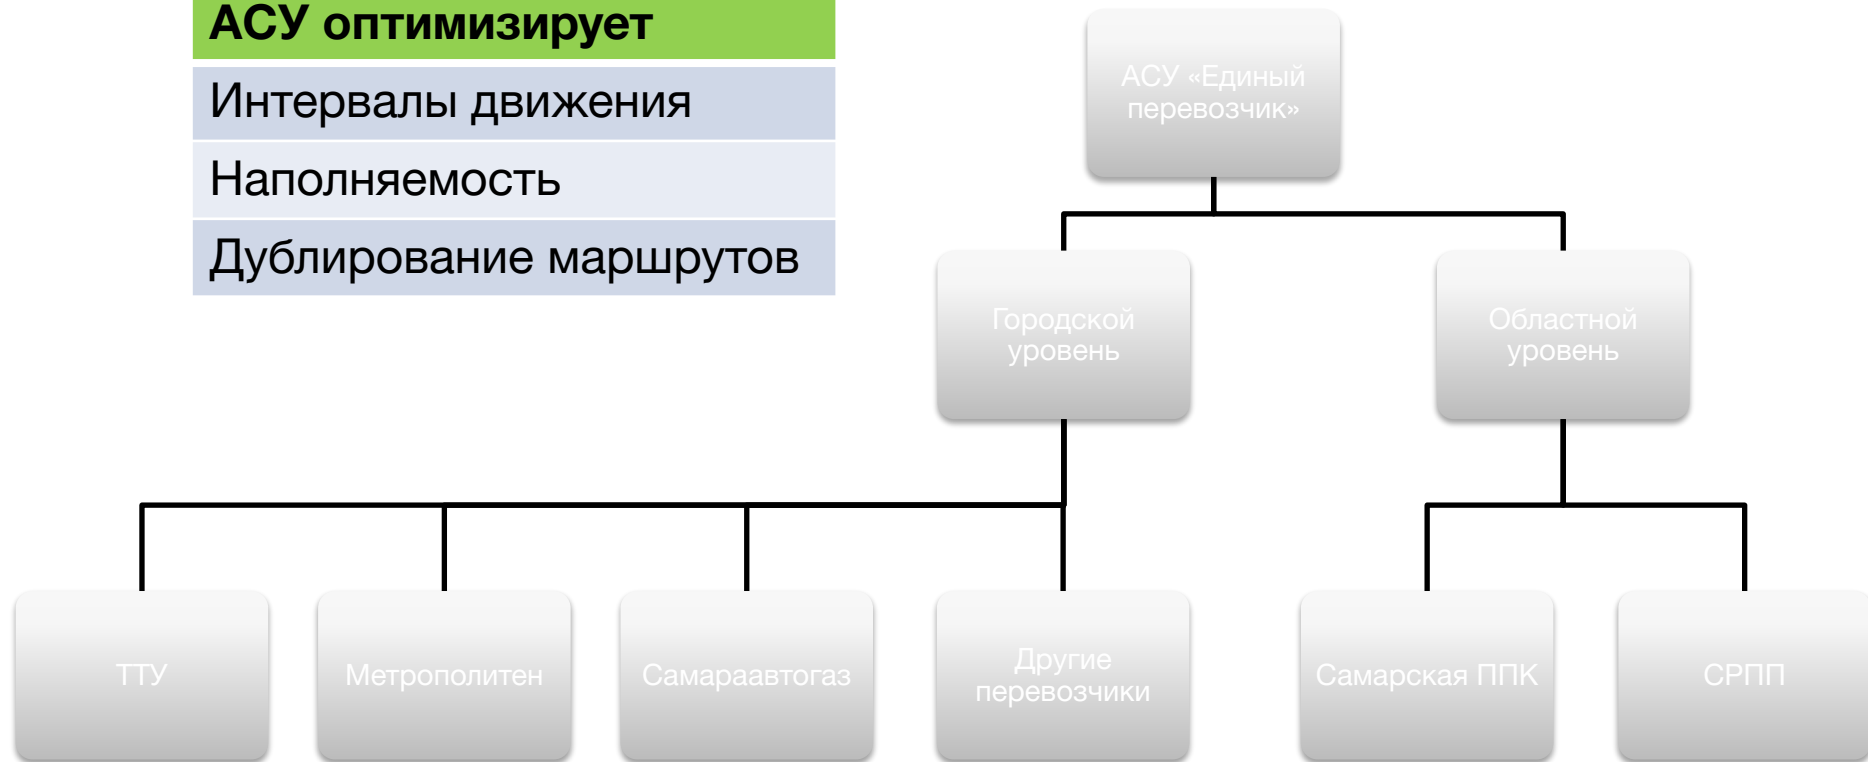 АСУ оптимизирует
Интервалы движения
Наполняемость
Дублирование маршрутов
АСУ «Единый
перевозчик»
Городской
уровень
Областной
уровень
ТТУ
Метрополитен
Самараавтогаз
Другие
перевозчики
Самарская ППК
СРПП